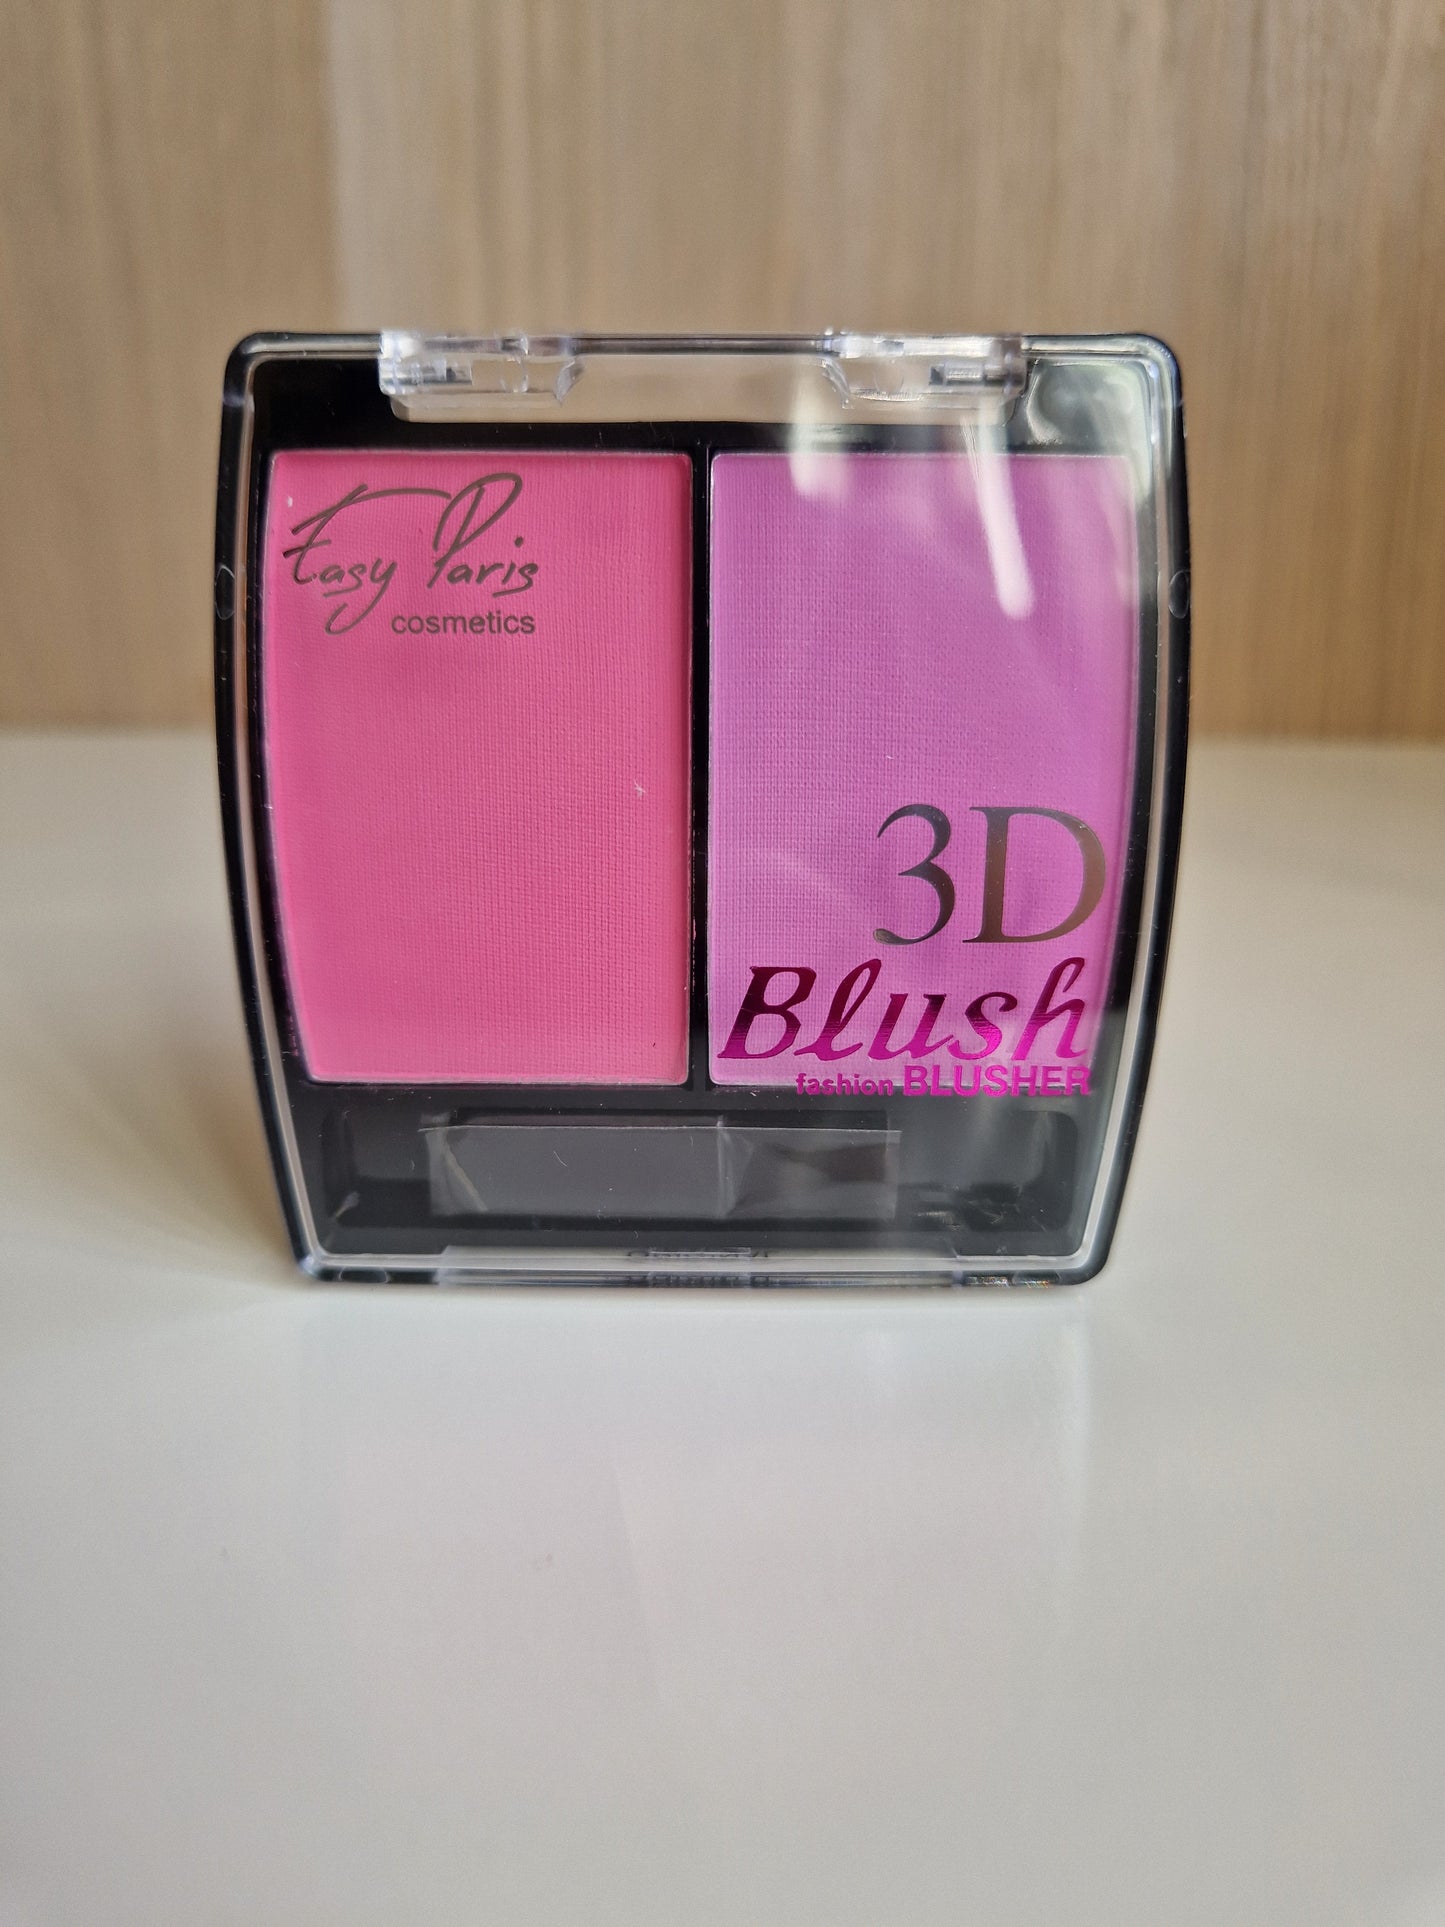 Easy Paris
cosmetics
3D
Blush
fashion BLUSHER